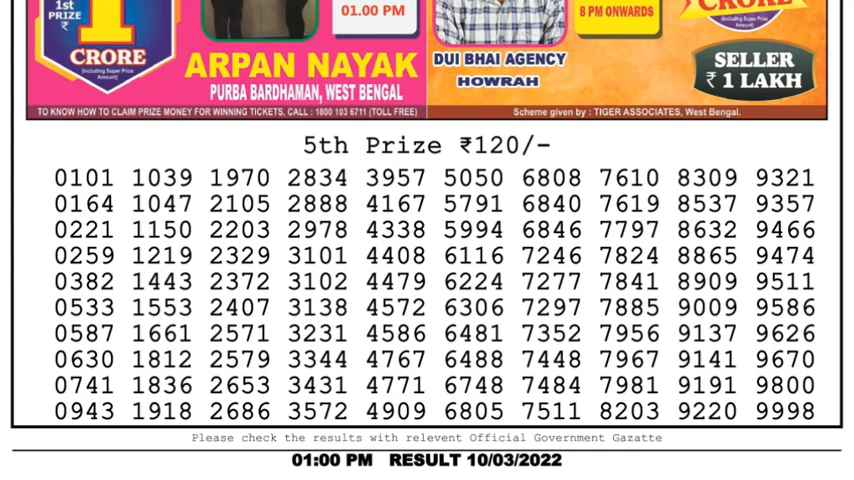 1st
PRIZE
₹
1
CRORE
(Including Super Prize
Amount)
01.00 PM
ARPAN NAYAK
PURBA BARDHAMAN, WEST BENGAL
DUI BHAI AGENCY
HOWRAH
8 PM ONWARDS
CRORE
(Including Super Prize
Amount)
SELLER
₹ 1 LAKH
TO KNOW HOW TO CLAIM PRIZE MONEY FOR WINNING TICKETS, CALL : 1800 103 6711 (TOLL FREE)
Scheme given by : TIGER ASSOCIATES, West Bengal.
5th Prize ₹120/-
0101 1039 1970 2834 3957 5050 6808 7610 8309 9321
0164 1047 2105 2888 4167 5791 6840 7619 8537 9357
0221 1150 2203 2978 4338 5994 6846 7797 8632 9466
0259 1219 2329 3101 4408 6116 7246 7824 8865 9474
0382 1443 2372 3102 4479 6224 7277 7841 8909 9511
0533 1553 2407 3138 4572 6306 7297 7885 9009 9586
0587 1661 2571 3231 4586 6481 7352 7956 9137 9626
0630 1812 2579 3344 4767 6488 7448 7967 9141 9670
0741 1836 2653 3431 4771 6748 7484 7981 9191 9800
0943 1918 2686 3572 4909 6805 7511 8203 9220 9998
Please check the results with relevent Official Government Gazatte
01:00 PM RESULT 10/03/2022